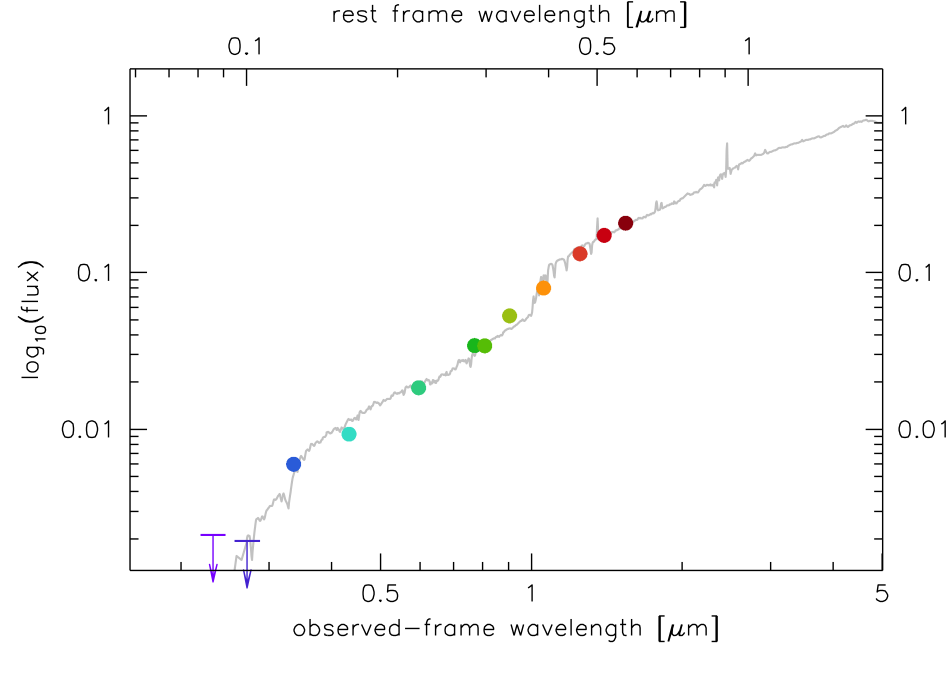 rest frame wavelength [μm]
0.1 0.5 1
1 1
0.1 0.1
log10(flux)
0.01 0.01
0.5 1 5
observed−frame wavelength [μm]